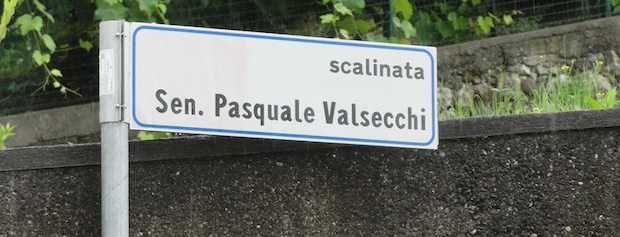 scalinata
Sen. Pasquale Valsecchi